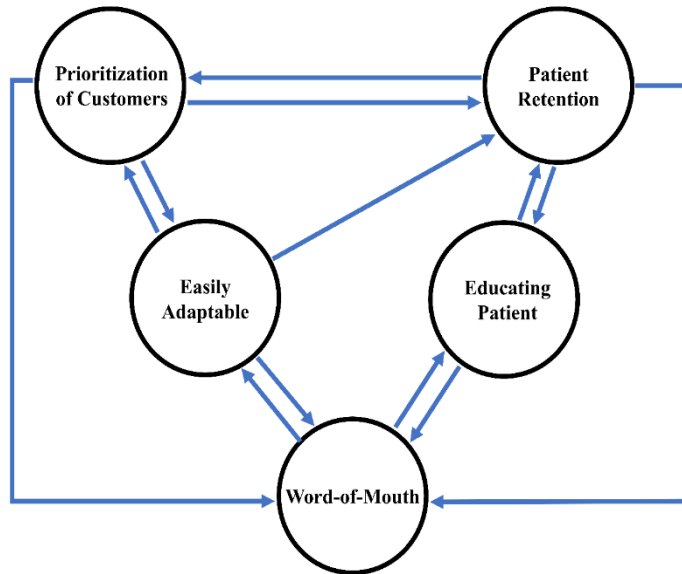 Prioritization
of Customers
Patient
Retention
Easily
Adaptable
Educating
Patient
Word-of-Mouth